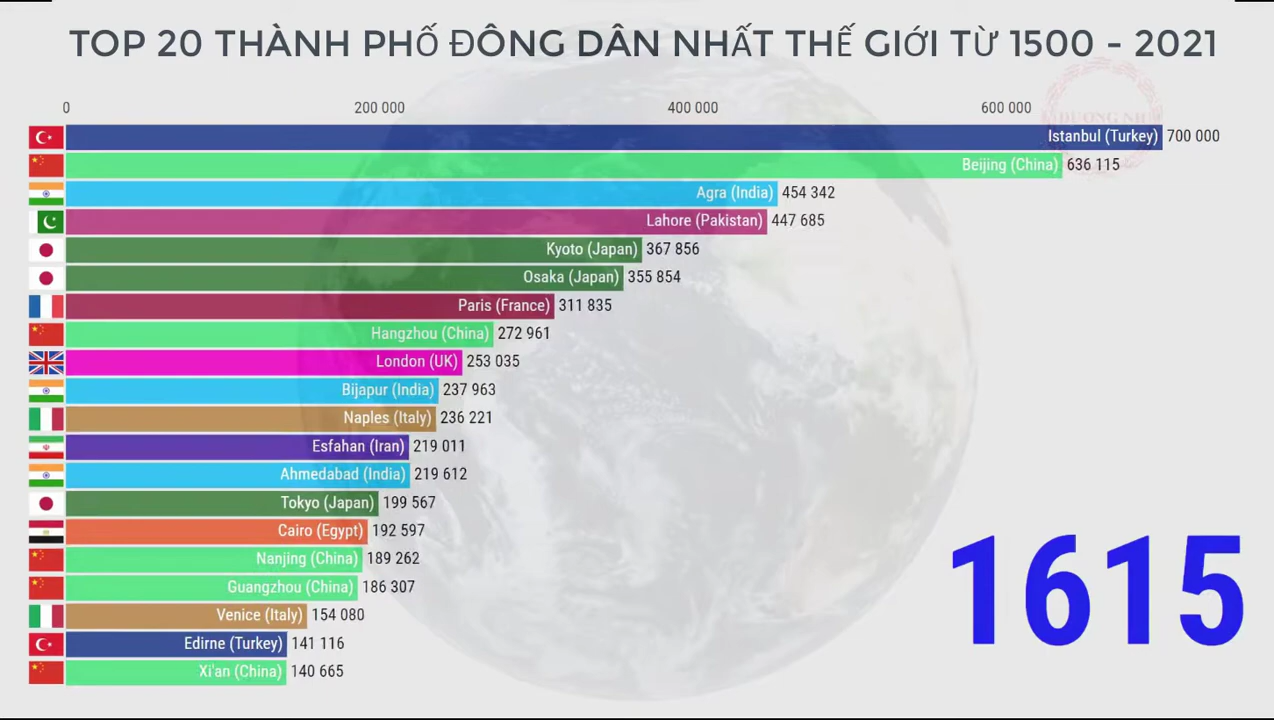 TOP 20 THÀNH PHỐ ĐÔNG DÂN NHẤT THẾ GIỚI TỪ 1500 - 2021
0 200 000 400 000 600 000
DUONG NHI
Istanbul (Turkey) 700 000
Beijing (China) 636 115
Agra (India) 454 342
Lahore (Pakistan) 447 685
Kyoto (Japan) 367 856
Osaka (Japan) 355 854
Paris (France) 311 835
Hangzhou (China) 272 961
London (UK) 253 035
Bijapur (India) 237 963
Naples (Italy) 236 221
Esfahan (Iran) 219 011
Ahmedabad (India) 219 612
Tokyo (Japan) 199 567
Cairo (Egypt) 192 597
Nanjing (China) 189 262
Guangzhou (China) 186 307
Venice (Italy) 154 080
Edirne (Turkey) 141 116
Xi'an (China) 140 665
1615